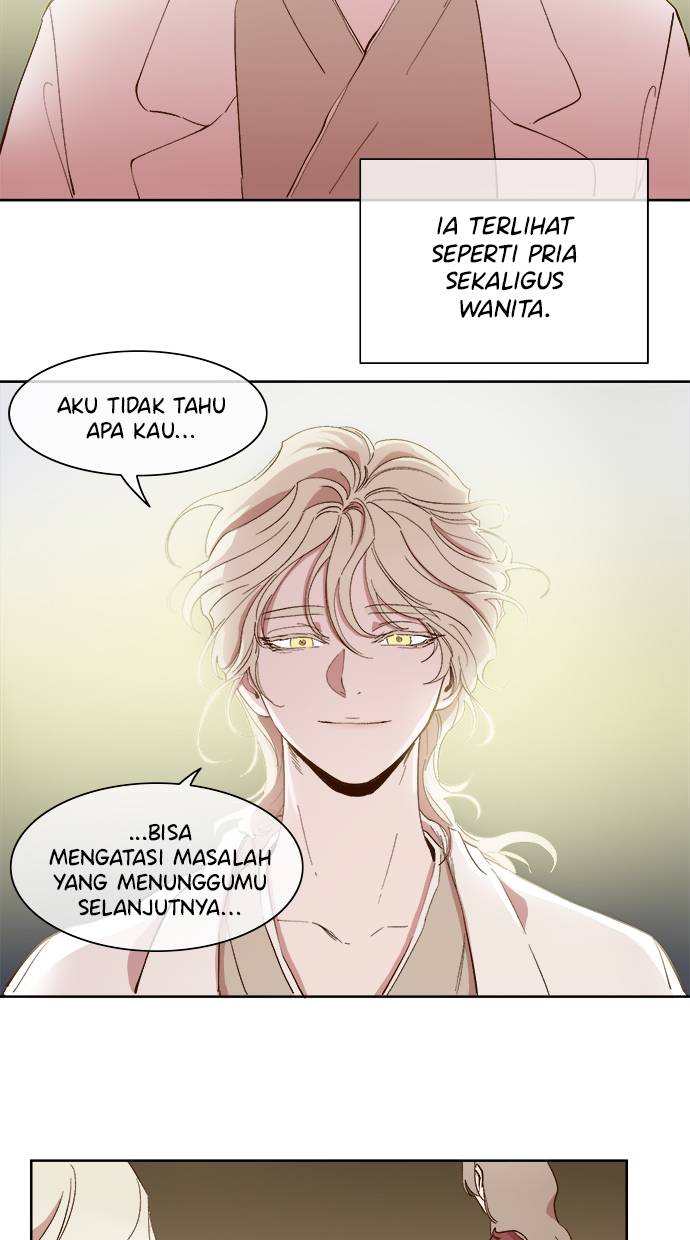 IA TERLIHAT
SEPERTI PRIA
SEKALIGUS
WANITA.
AKU TIDAK TAHU
APA KAU...
...BISA
MENGATASI MASALAH
YANG MENUNGGUMU
SELANJUTNYA...